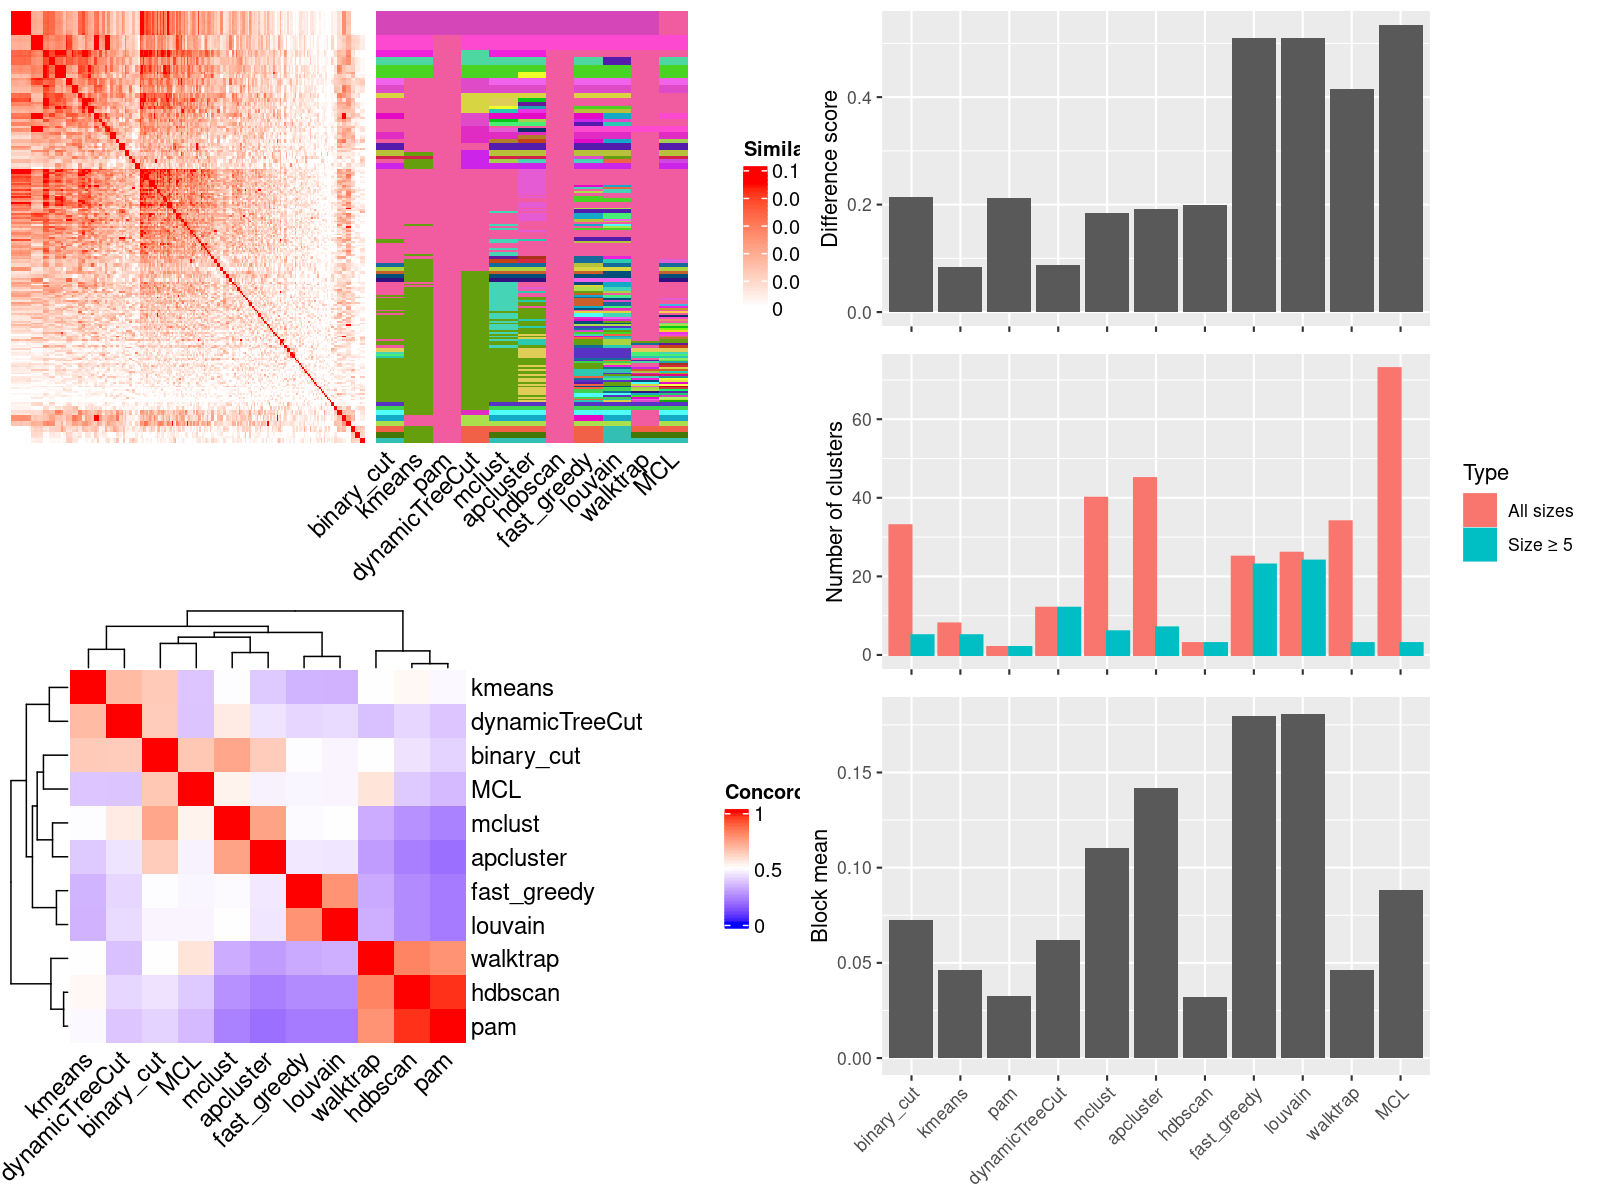 Simila
0.1
0.0
0.0
0.0
0.0
0
binary_cut
kmeans
pam
dynamicTreeCut
mclust
apcluster
hdbscan
fast_greedy
louvain
walktrap
MCL
kmeans
dynamicTreeCut
binary_cut
MCL
mclust
apcluster
fast_greedy
louvain
walktrap
hdbscan
pam
kmeans
dynamicTreeCut
binary_cut
MCL
mclust
apcluster
fast_greedy
louvain
walktrap
hdbscan
pam
Concord
1
0.5
0
Difference score
0.4
0.2
0.0
Number of clusters
60
40
20
0
Type
All sizes
Size ≥ 5
Block mean
0.15
0.10
0.05
0.00
binary_cut
kmeans
pam
dynamicTreeCut
mclust
apcluster
hdbscan
fast_greedy
louvain
walktrap
MCL